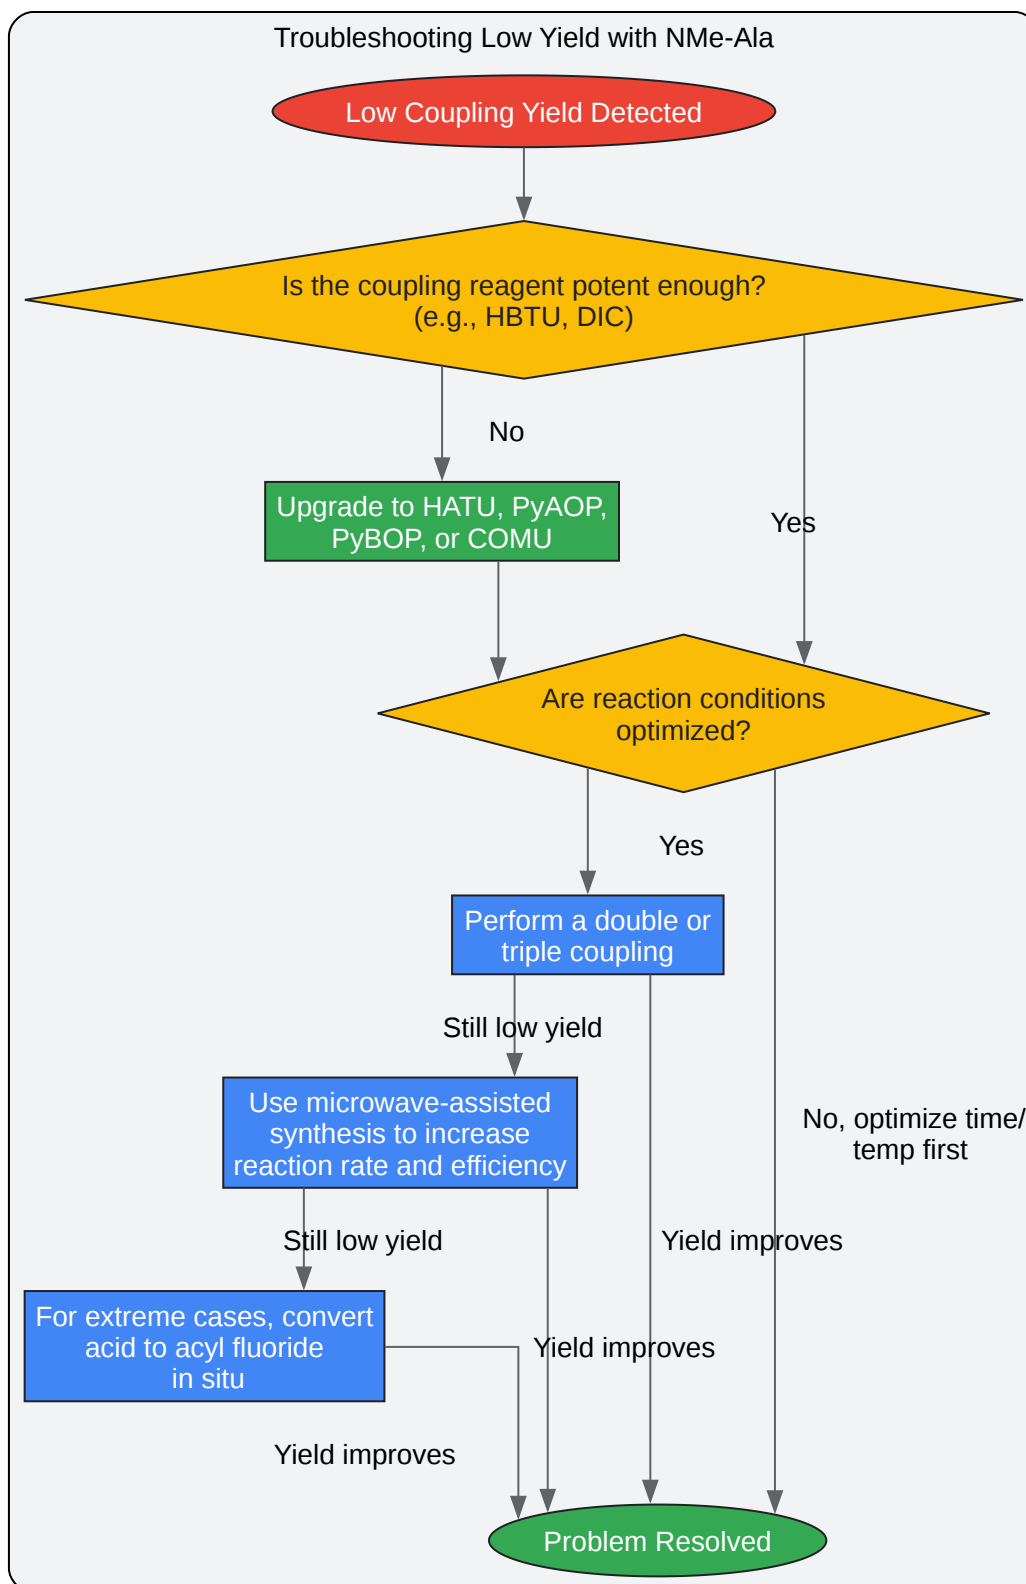 Troubleshooting Low Yield with NMe-Ala
Low Coupling Yield Detected
Is the coupling reagent potent enough?
(e.g., HBTU, DIC)
No
Upgrade to HATU, PyAOP,
PyBOP, or COMU
Yes
Are reaction conditions
optimized?
Yes
Perform a double or
triple coupling
Still low yield
Use microwave-assisted
synthesis to increase
reaction rate and efficiency
No, optimize time/
temp first
Still low yield
Yield improves
For extreme cases, convert
acid to acyl fluoride
in situ
Yield improves
Yield improves
Problem Resolved